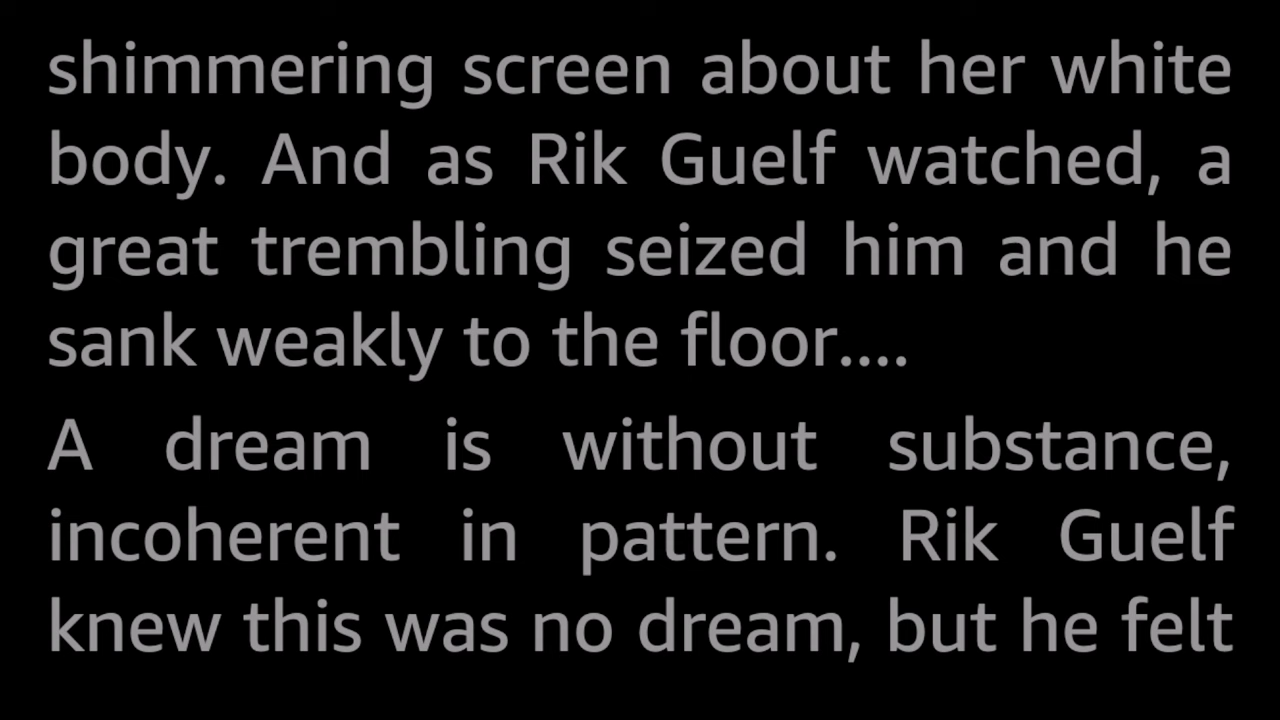 shimmering screen about her white
body. And as Rik Guelf watched, a
great trembling seized him and he
sank weakly to the floor....
A dream is without substance,
incoherent in pattern. Rik Guelf
knew this was no dream, but he felt